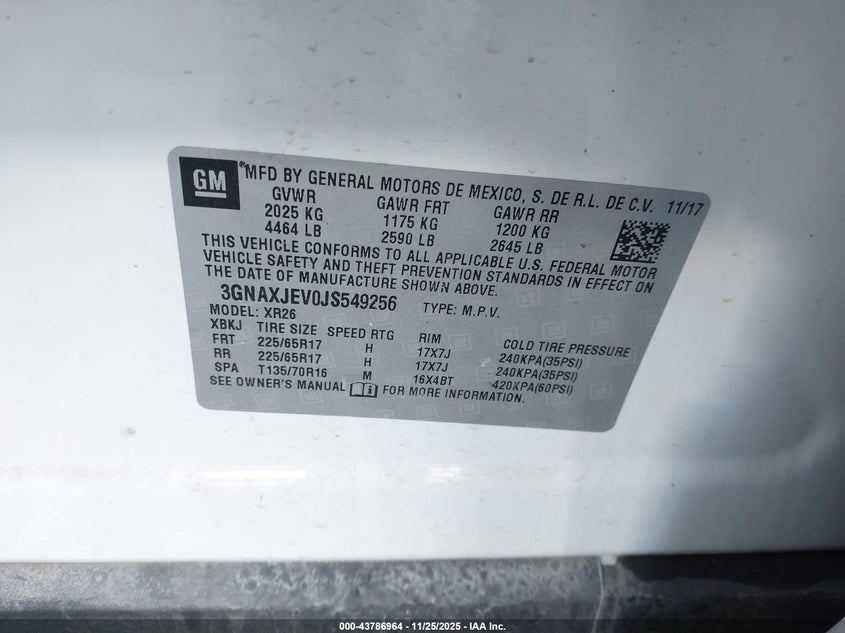 GM
®MFD BY GENERAL MOTORS DE MEXICO, S. DE R.L. DE C.V. 11/17
GVWR GAWR FRT GAWR RR
2025 KG 1175 KG 1200 KG
4464 LB 2590 LB 2645 LB
THIS VEHICLE CONFORMS TO ALL APPLICABLE U.S. FEDERAL MOTOR
VEHICLE SAFETY AND THEFT PREVENTION STANDARDS IN EFFECT ON
THE DATE OF MANUFACTURE SHOWN ABOVE.
3GNAXJEV0JS549256 TYPE: M.P.V.
MODEL: XR26
XBKJ TIRE SIZE SPEED RTG RIM COLD TIRE PRESSURE
FRT 225/65R17 H 17X7J 240KPA(35PSI)
RR 225/65R17 H 17X7J 240KPA(35PSI)
SPA T135/70R16 M 16X4BT 420KPA(60PSI)
SEE OWNER'S MANUAL i FOR MORE INFORMATION.
000-43786964 - 11/25/2025 - IAA Inc.